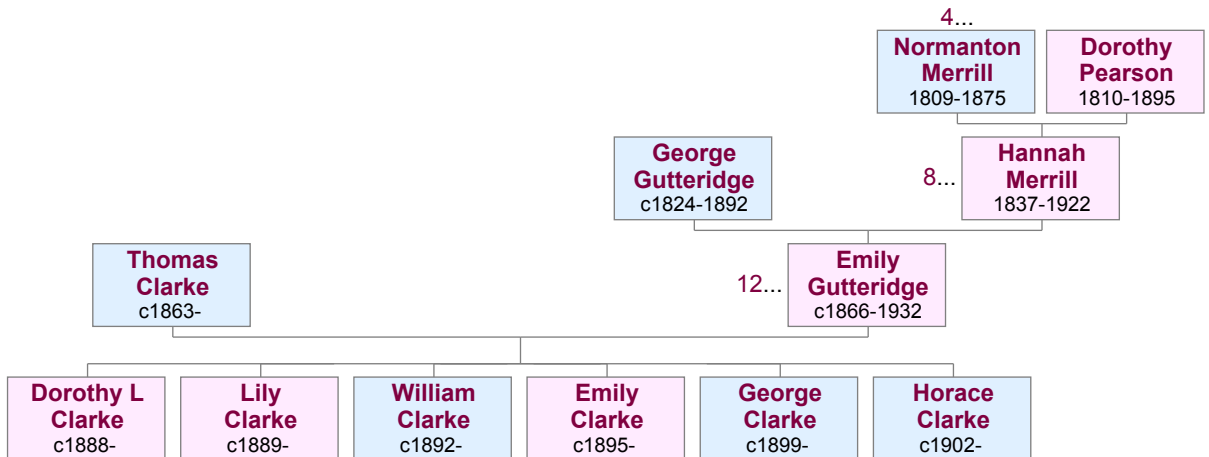 4...
Normanton
Merrill
1809-1875
Dorothy
Pearson
1810-1895
George
Gutteridge
c1824-1892
8...
Hannah
Merrill
1837-1922
Thomas
Clarke
c1863-
12...
Emily
Gutteridge
c1866-1932
Dorothy L
Clarke
c1888-
Lily
Clarke
c1889-
William
Clarke
c1892-
Emily
Clarke
c1895-
George
Clarke
c1899-
Horace
Clarke
c1902-